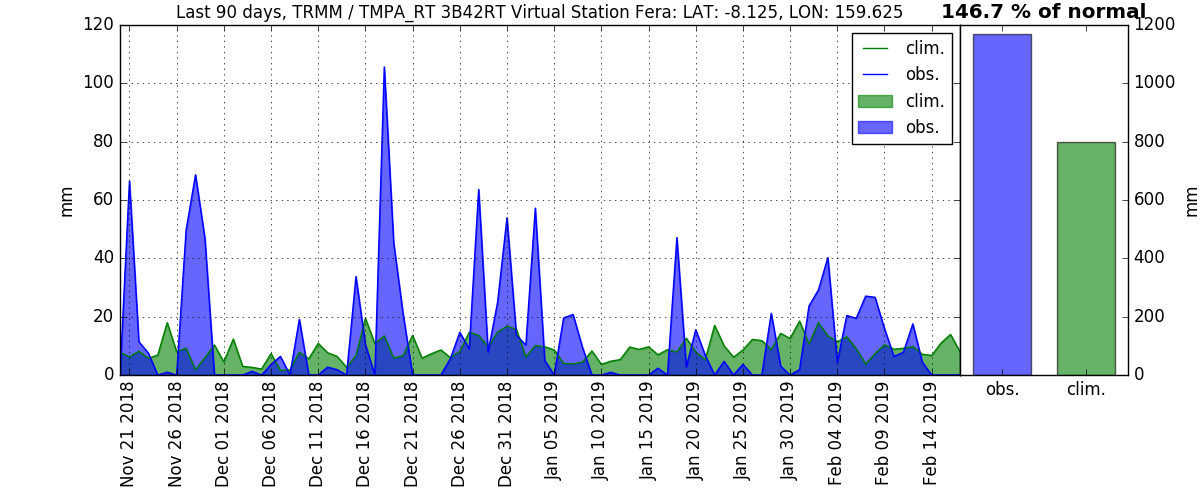 Last 90 days, TRMM / TMPA_RT 3B42RT Virtual Station Fera: LAT: -8.125, LON: 159.625
146.7 % of normal
120
100
80
60
40
20
0
mm
clim.
obs.
clim.
obs.
1200
1000
800
600
400
200
0
mm
obs.
clim.
Nov 21 2018
Nov 26 2018
Dec 01 2018
Dec 06 2018
Dec 11 2018
Dec 16 2018
Dec 21 2018
Dec 26 2018
Dec 31 2018
Jan 05 2019
Jan 10 2019
Jan 15 2019
Jan 20 2019
Jan 25 2019
Jan 30 2019
Feb 04 2019
Feb 09 2019
Feb 14 2019